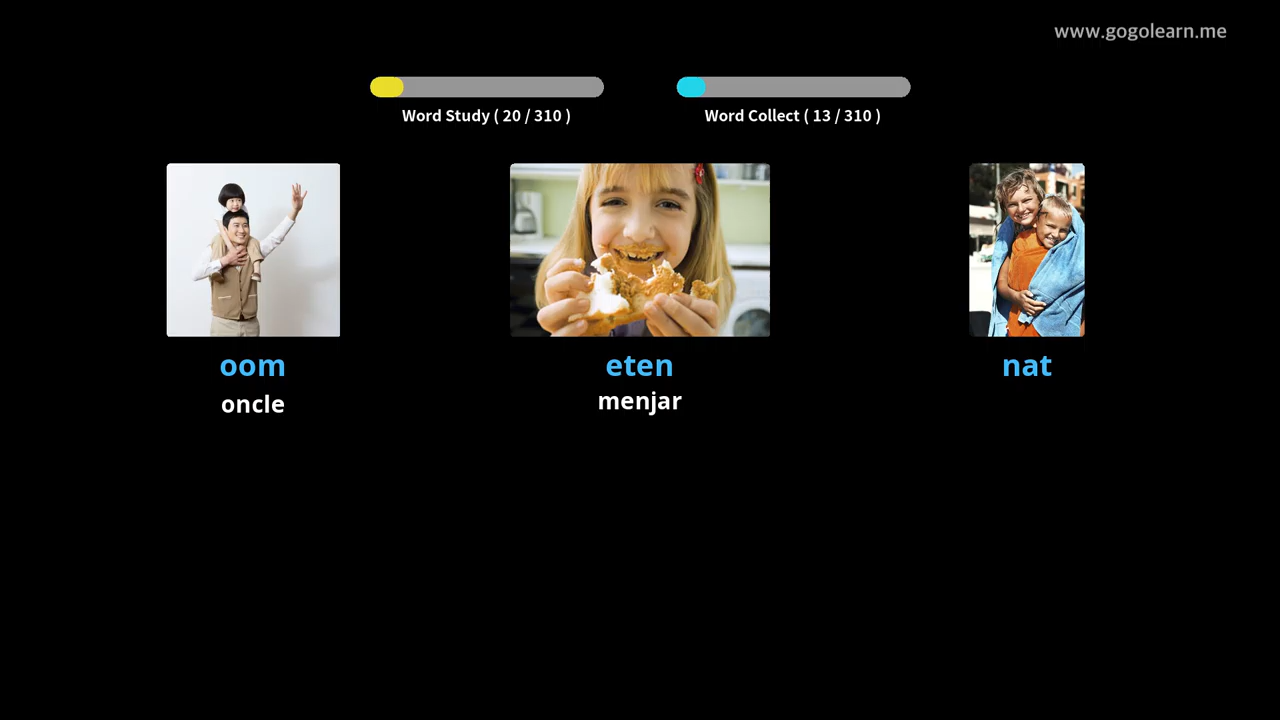 www.gogolearn.me
Word Study ( 20 / 310 )
Word Collect ( 13 / 310 )
oom
oncle
eten
menjar
nat